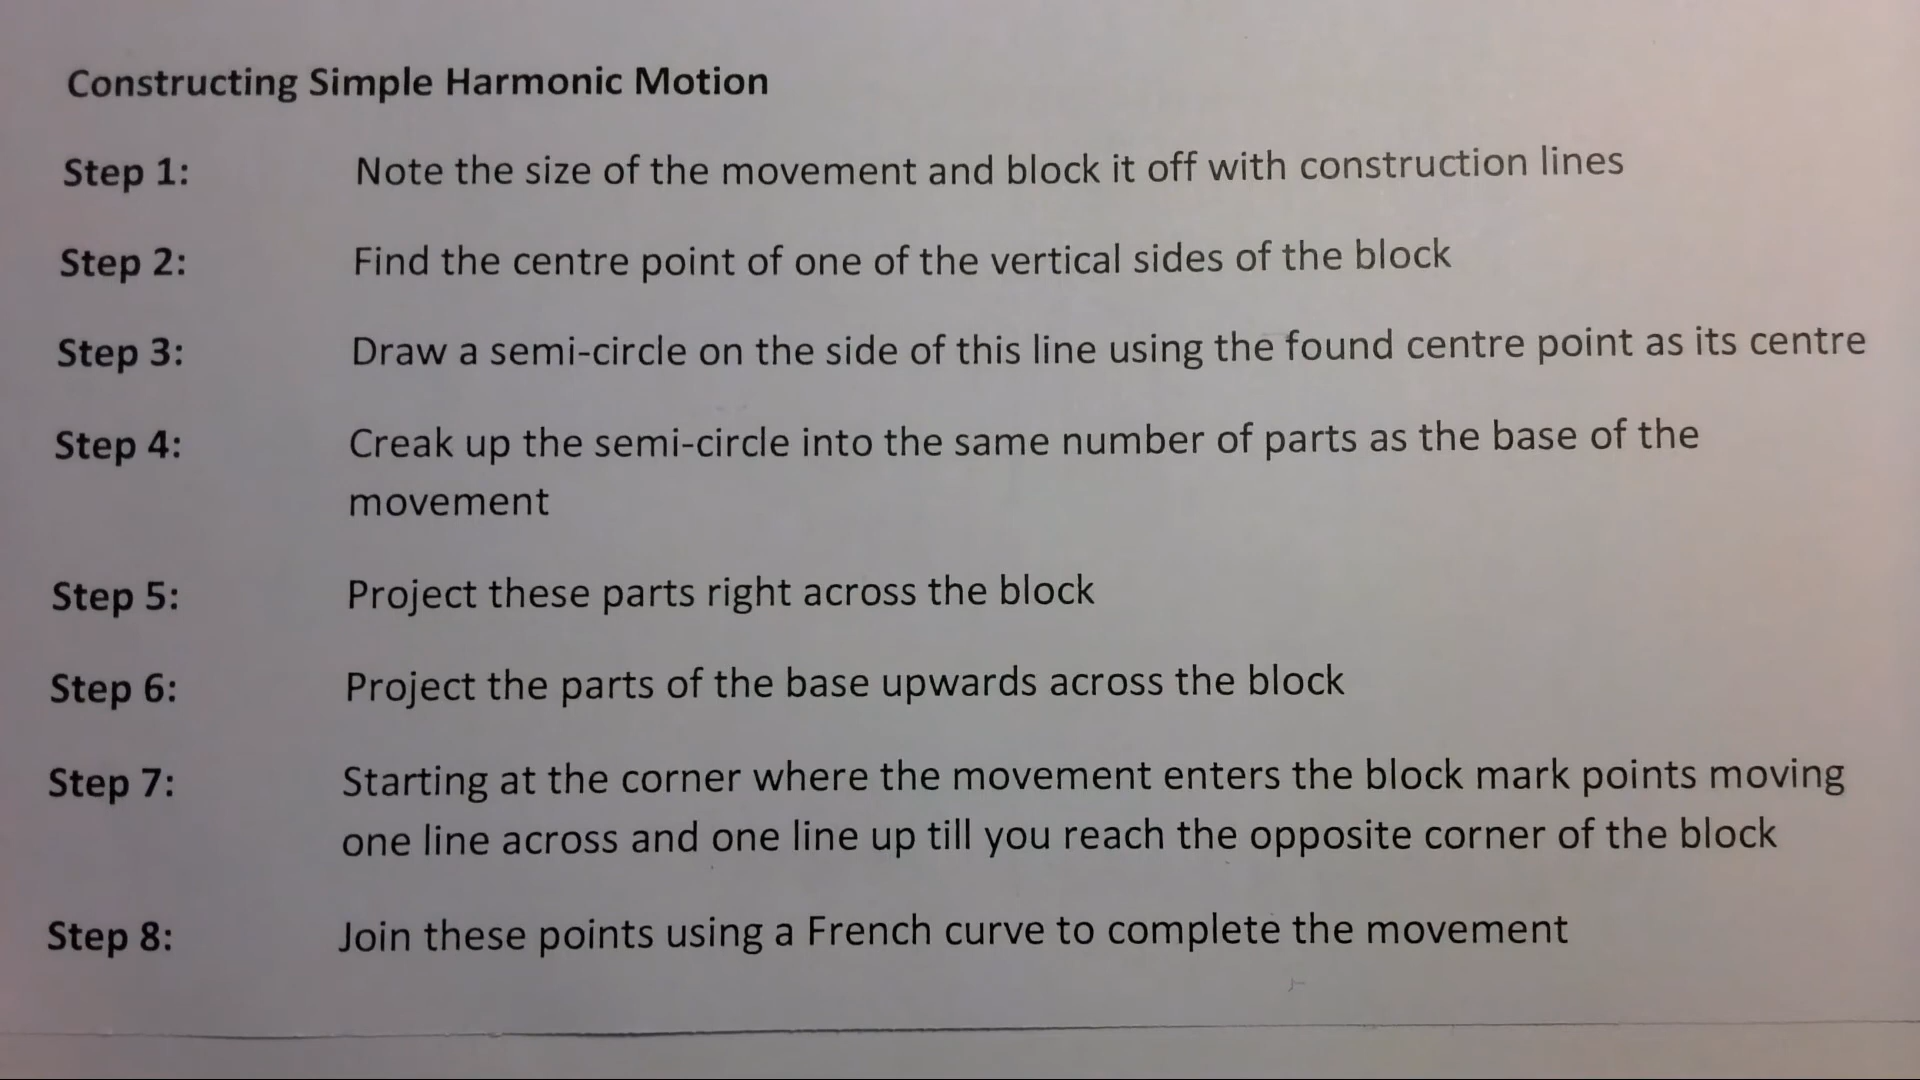 Constructing Simple Harmonic Motion
Step 1: Note the size of the movement and block it off with construction lines
Step 2: Find the centre point of one of the vertical sides of the block
Step 3: Draw a semi-circle on the side of this line using the found centre point as its centre
Step 4: Creak up the semi-circle into the same number of parts as the base of the
movement
Step 5: Project these parts right across the block
Step 6: Project the parts of the base upwards across the block
Step 7: Starting at the corner where the movement enters the block mark points moving
one line across and one line up till you reach the opposite corner of the block
Step 8: Join these points using a French curve to complete the movement